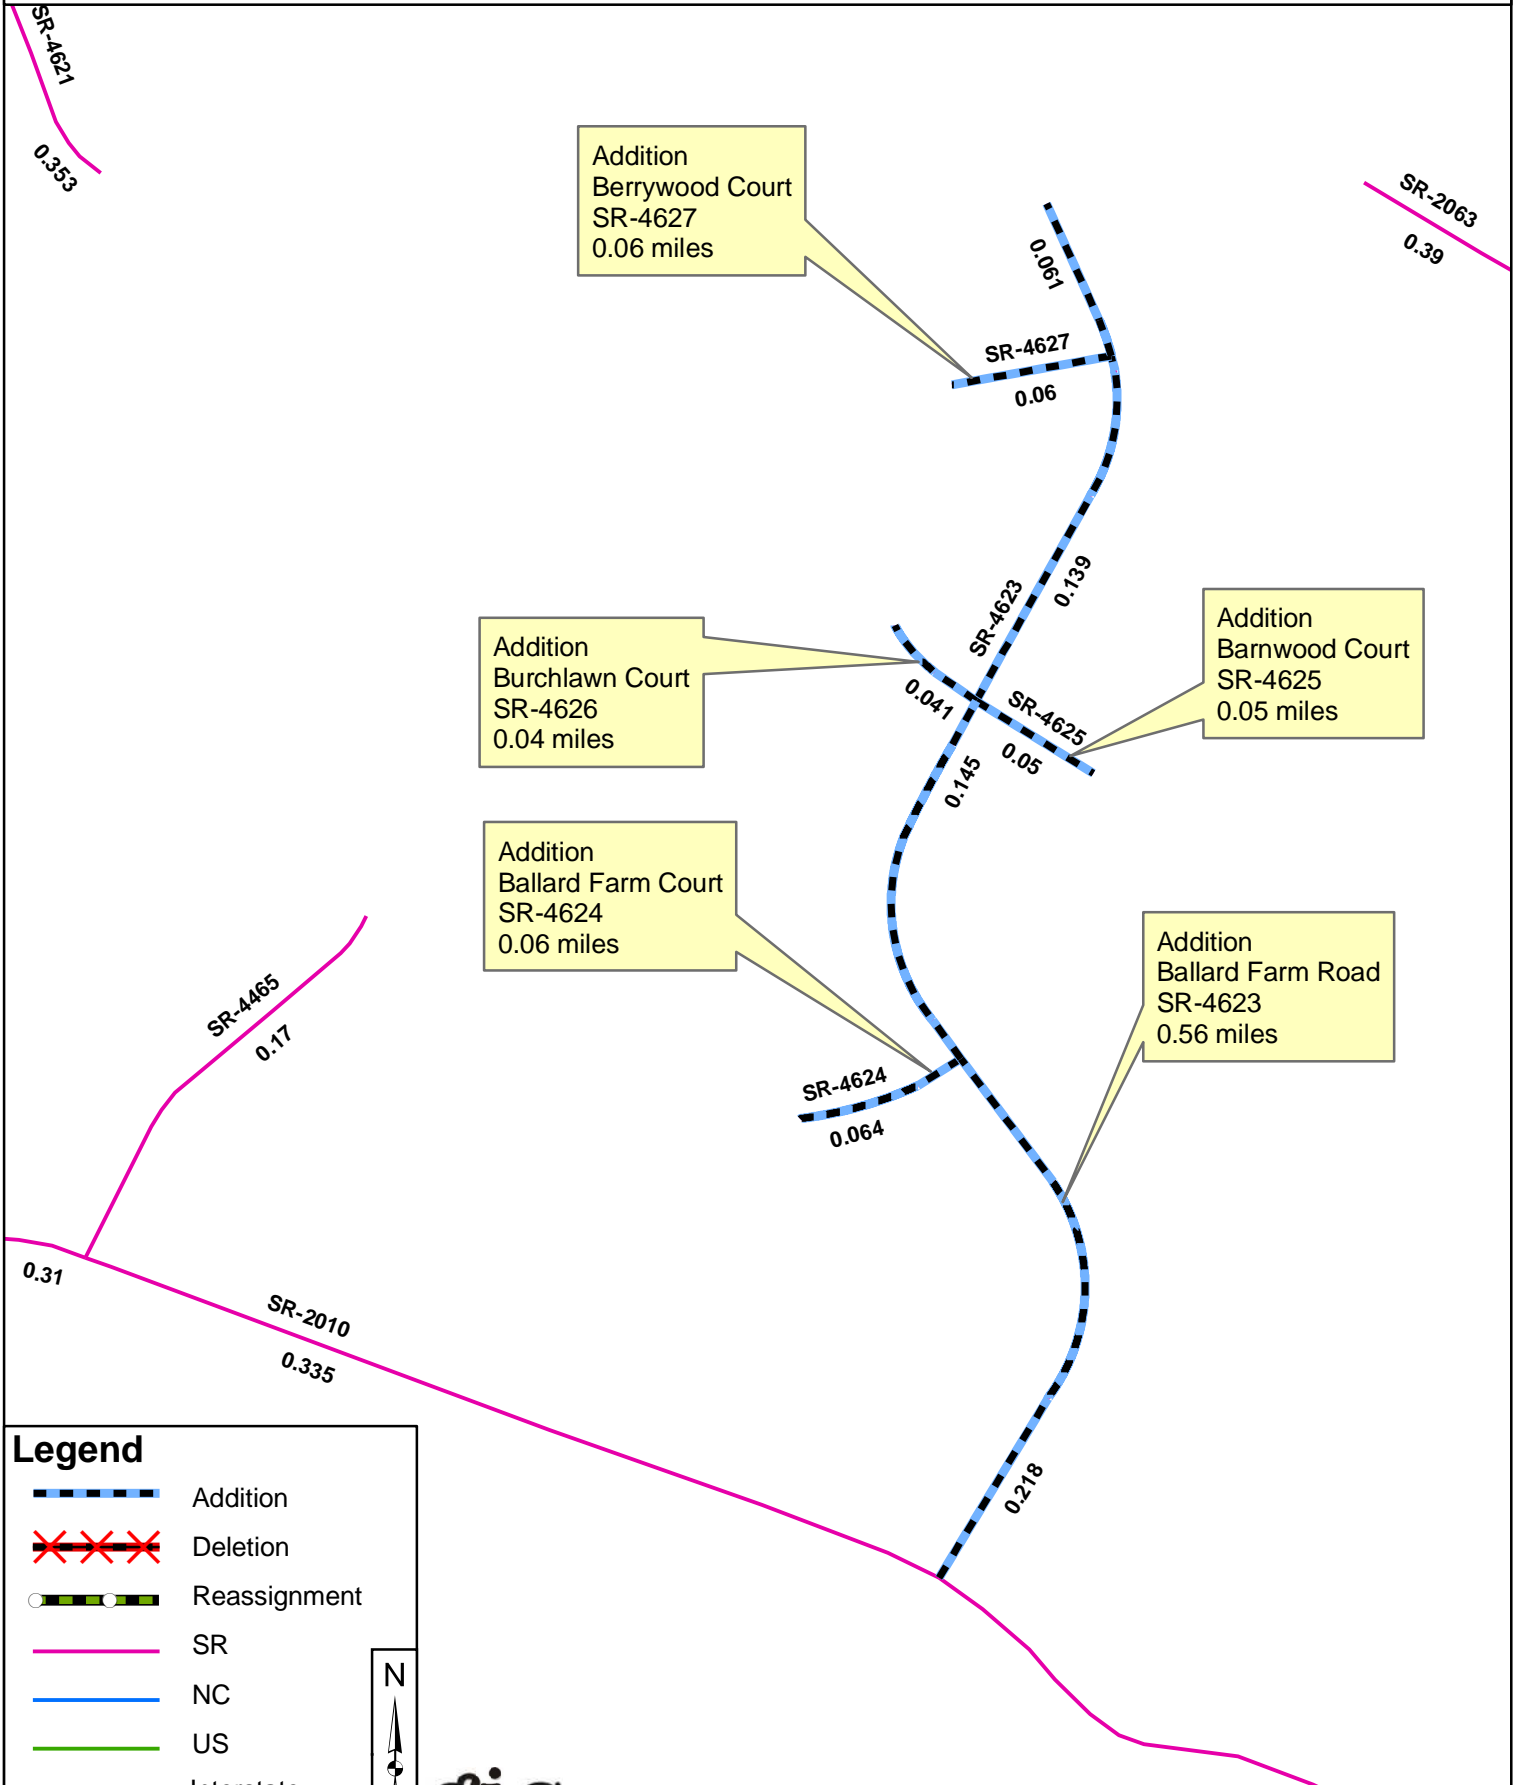 SR-4621
0.353
Addition
Berrywood Court
SR-4627
0.06 miles
SR-2063
0.39
0.061
SR-4627
0.06
0.139
SR-4623
Addition
Burchlawn Court
SR-4626
0.04 miles
Addition
Barnwood Court
SR-4625
0.05 miles
0.041
SR-4625
0.05
0.145
Addition
Ballard Farm Court
SR-4624
0.06 miles
Addition
Ballard Farm Road
SR-4623
0.56 miles
SR-4465
0.17
SR-4624
0.064
0.31
SR-2010
0.335
0.218
Legend
Addition
Deletion
Reassignment
SR
NC
US
Interstate
N